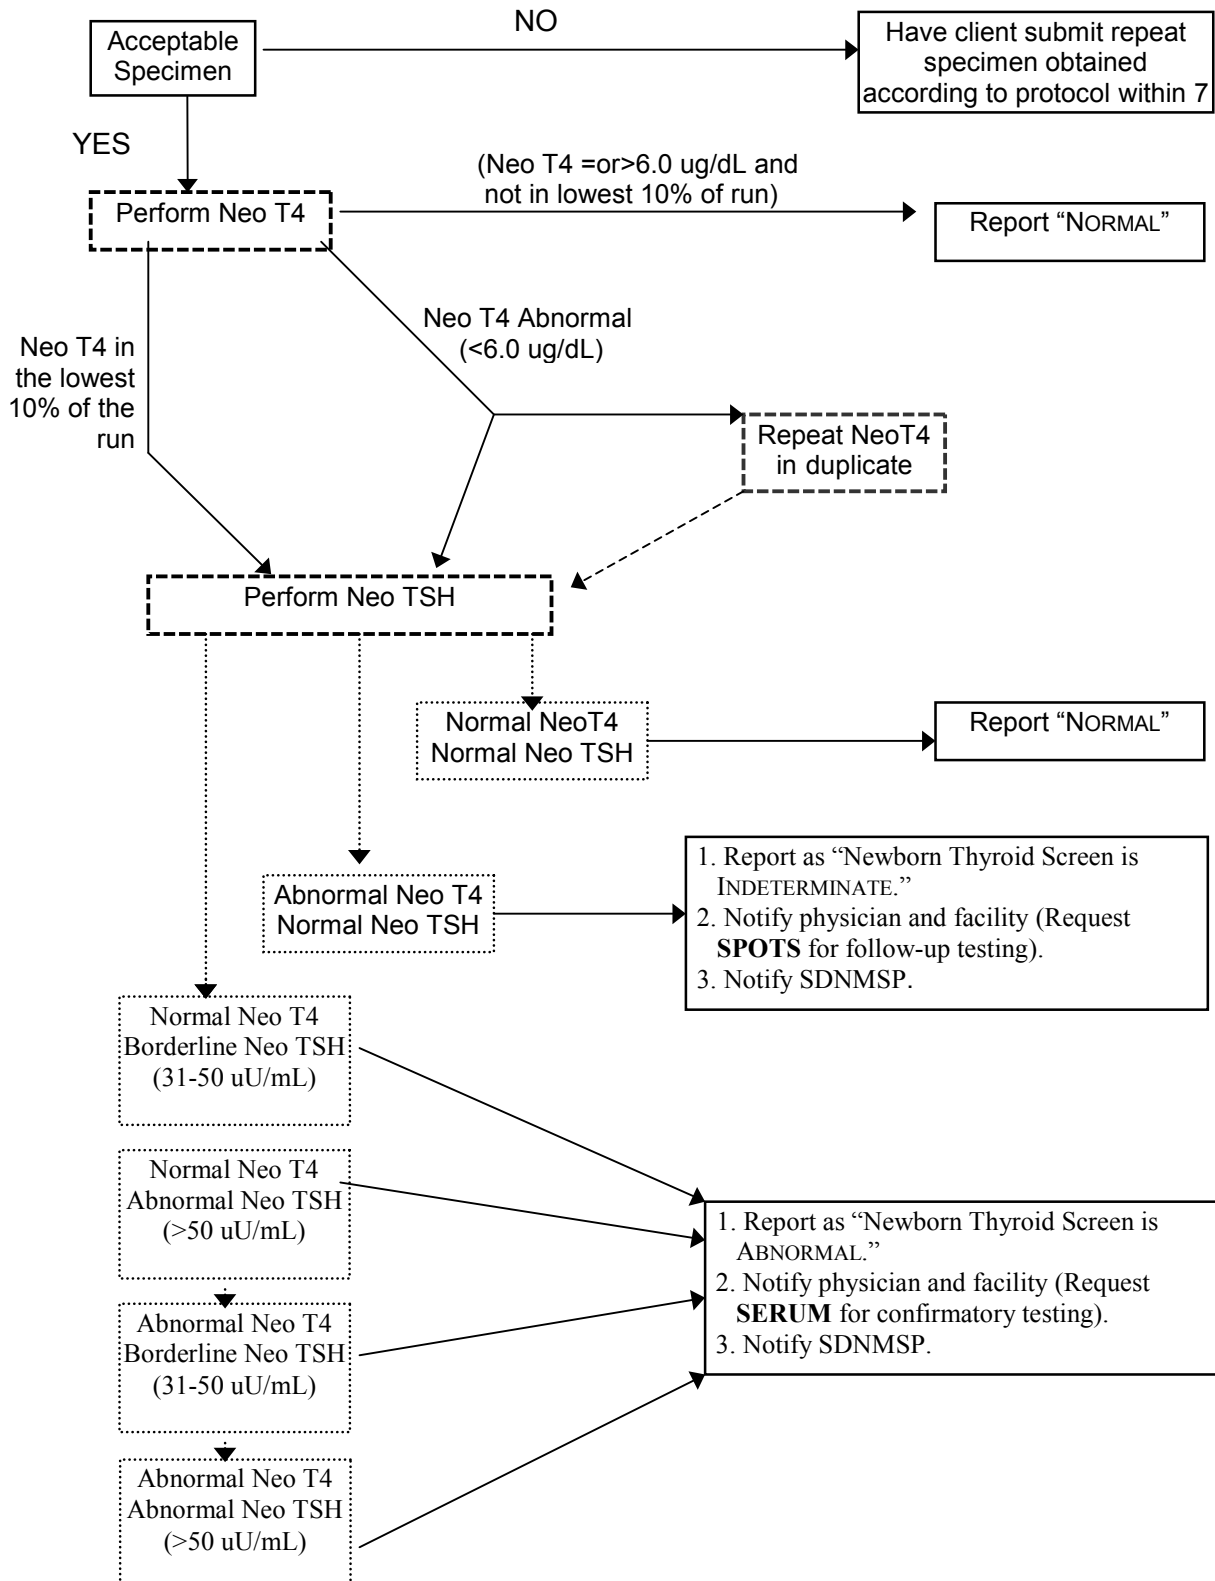 NO
Acceptable
Specimen
Have client submit repeat
specimen obtained
according to protocol within 7
YES
(Neo T4 =or>6.0 ug/dL and
not in lowest 10% of run)
Perform Neo T4
Report “NORMAL”
Neo T4 Abnormal
(<6.0 ug/dL)
Neo T4 in
the lowest
10% of the
run
Repeat NeoT4
in duplicate
Perform Neo TSH
Normal NeoT4
Normal Neo TSH
Report “NORMAL”
Abnormal Neo T4
Normal Neo TSH
1. Report as “Newborn Thyroid Screen is
INDETERMINATE.”
2. Notify physician and facility (Request
SPOTS for follow-up testing).
3. Notify SDNMSP.
Normal Neo T4
Borderline Neo TSH
(31-50 uU/mL)
Normal Neo T4
Abnormal Neo TSH
(>50 uU/mL)
1. Report as “Newborn Thyroid Screen is
ABNORMAL.”
2. Notify physician and facility (Request
SERUM for confirmatory testing).
3. Notify SDNMSP.
Abnormal Neo T4
Borderline Neo TSH
(31-50 uU/mL)
Abnormal Neo T4
Abnormal Neo TSH
(>50 uU/mL)